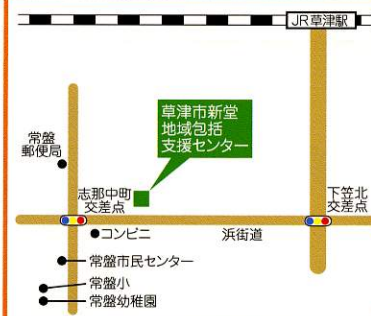 JR草津駅
草津市新堂
地域包括
支援センター
常盤
郵便局
志那中町
交差点
下笠北
交差点
コンビニ
浜街道
常盤市民センター
常盤小
常盤幼稚園